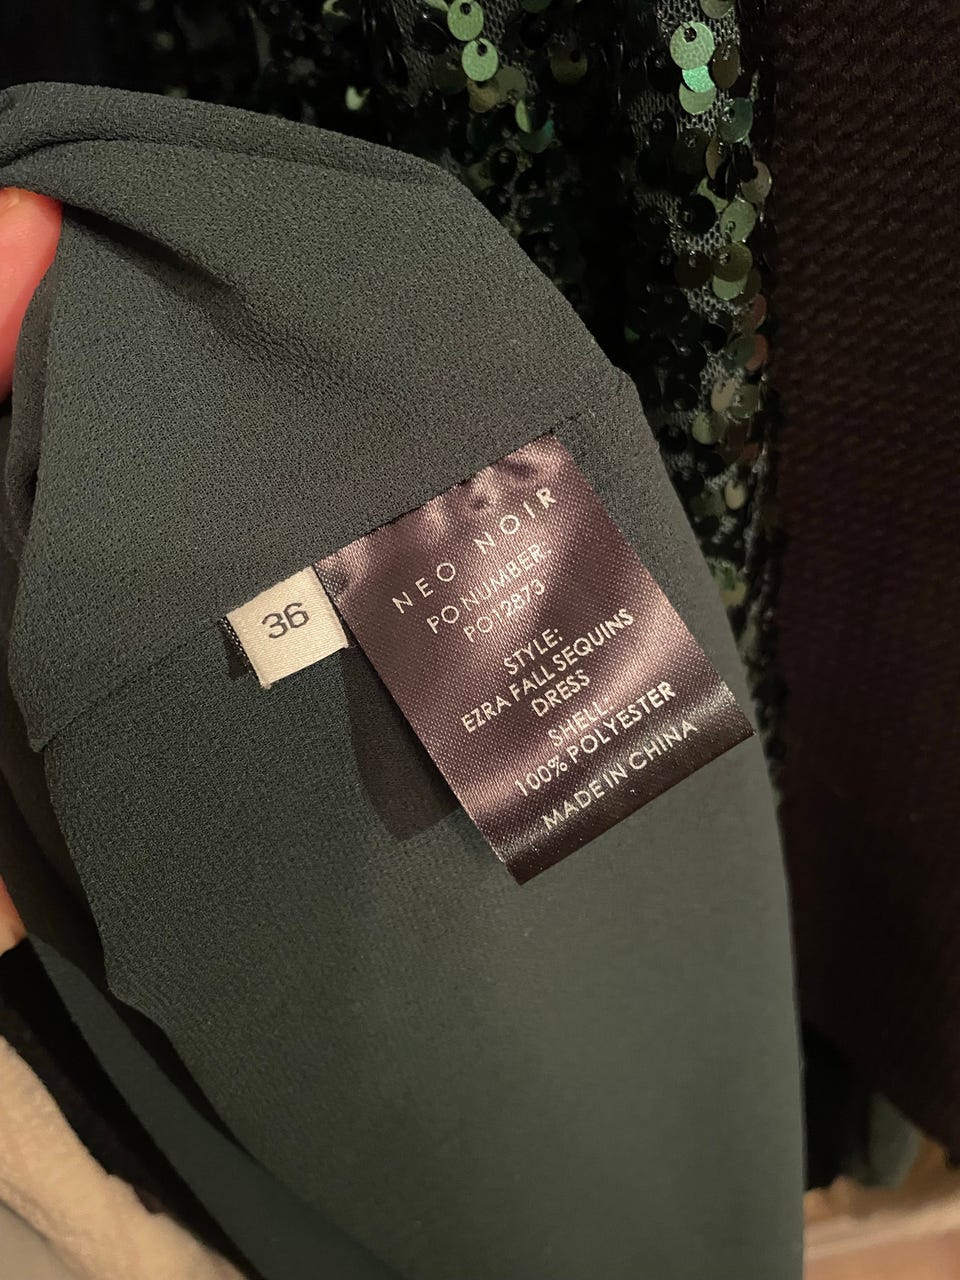 36
NEO NOIR
PO NUMBER:
PO12873
STYLE:
EZRA FALL SEQUINS
DRESS
SHELL:
100% POLYESTER
MADE IN CHINA